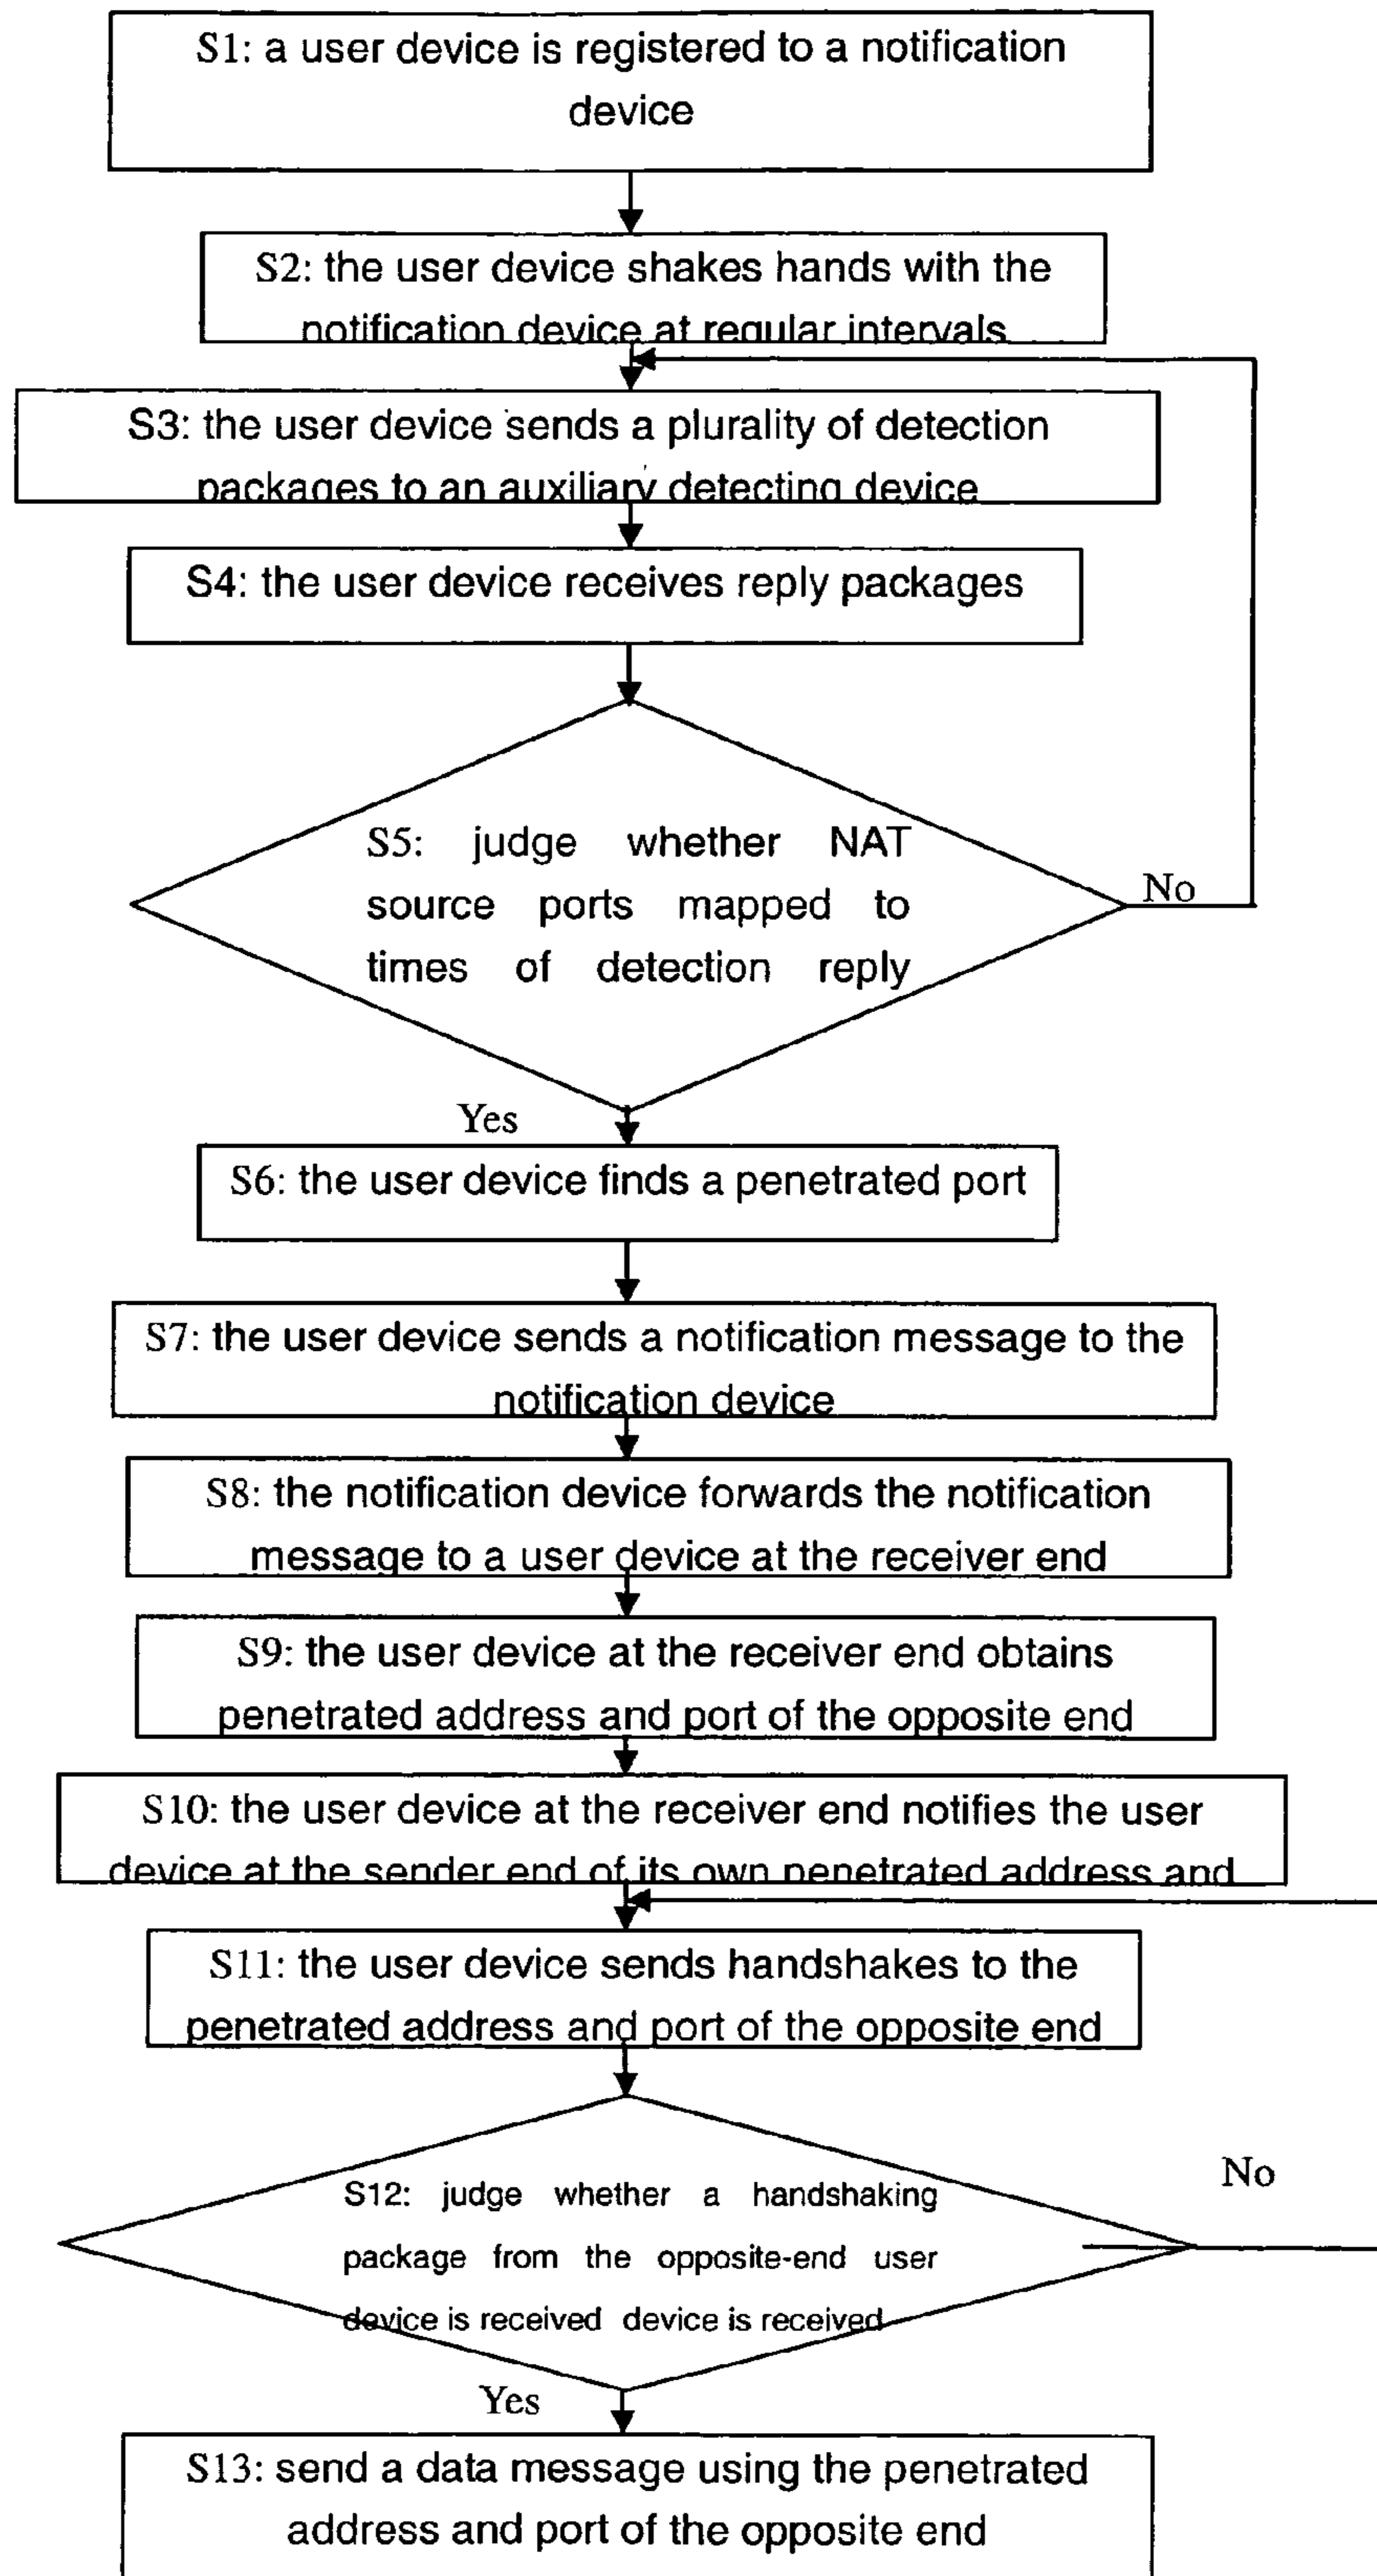 S1: a user device is registered to a notification
device
S2: the user device shakes hands with the
notification device at regular intervals
S3: the user device sends a plurality of detection
packages to an auxiliary detecting device
S4: the user device receives reply packages
S5: judge whether NAT
source ports mapped to
times of detection reply
No
Yes
S6: the user device finds a penetrated port
S7: the user device sends a notification message to the
notification device
S8: the notification device forwards the notification
message to a user device at the receiver end
S9: the user device at the receiver end obtains
penetrated address and port of the opposite end
S10: the user device at the receiver end notifies the user
device at the sender end of its own penetrated address and
S11: the user device sends handshakes to the
penetrated address and port of the opposite end
No
S12: judge whether a handshaking
package from the opposite-end user
device is received device is received
Yes
S13: send a data message using the penetrated
address and port of the opposite end